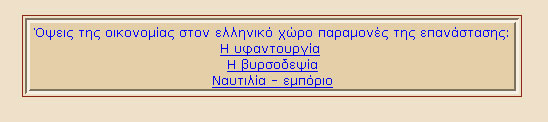 Όψεις της οικονομίας στον ελληνικό χώρο παραμονές της επανάστασης:
Η υφαντουργία
Η βυρσοδεψία
Ναυτιλία - εμπόριο